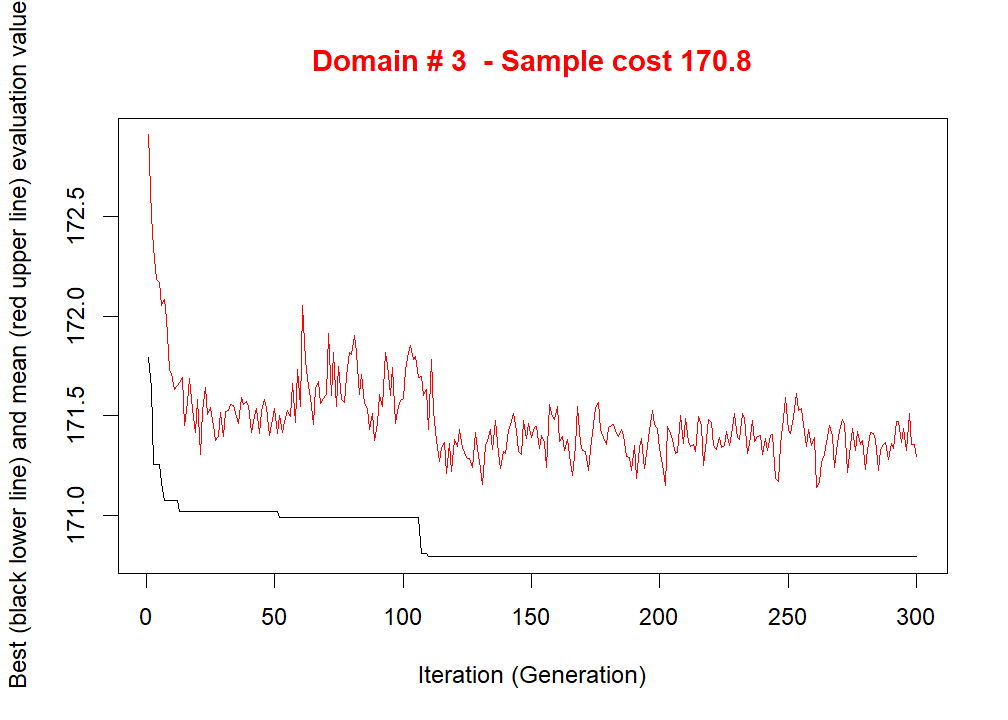 Domain # 3  - Sample cost 170.8
Best (black lower line) and mean (red upper line) evaluation value
172.5
172.0
171.5
171.0
0 50 100 150 200 250 300
Iteration (Generation)